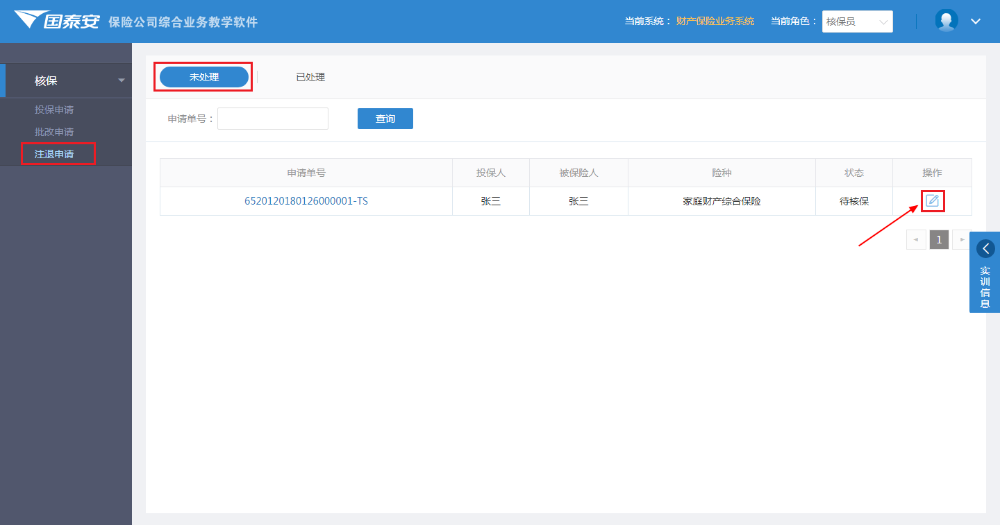 国泰安 保险公司综合业务教学软件 当前系统： 财产保险业务系统 当前角色： 核保员
核保
投保申请
批改申请
注退申请
未处理 已处理
申请单号： 查询
申请单号 投保人 被保险人 险种 状态 操作
6520120180126000001-TS 张三 张三 家庭财产综合保险 待核保
1
实训信息